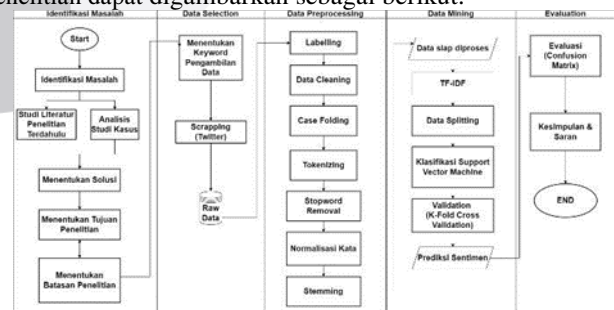 enelitian dapat digambarkan sebagai berikut.
Identifikasi Masalah
Start
Identifikasi Masalah
Studi Literatur
Penelitian
Terdahulu
Analisis
Studi Kasus
Menentukan Solusi
Menentukan Tujuan
Penelitian
Menentukan
Batasan Penelitian
Data Selection
Menentukan
Keyword
Pengambilan
Data
Scrapping
(Twitter)
Raw
Data
Data Preprocessing
Labelling
Data Cleaning
Case Folding
Tokenizing
Stopword
Removal
Normalisasi Kata
Stemming
Data Mining
Data siap diproses
TF-IDF
Data Splitting
Klasifikasi Support
Vector Machine
Validation
(K-Fold Cross
Validation)
Prediksi Sentimen
Evaluation
Evaluasi
(Confusion
Matrix)
Kesimpulan &
Saran
END